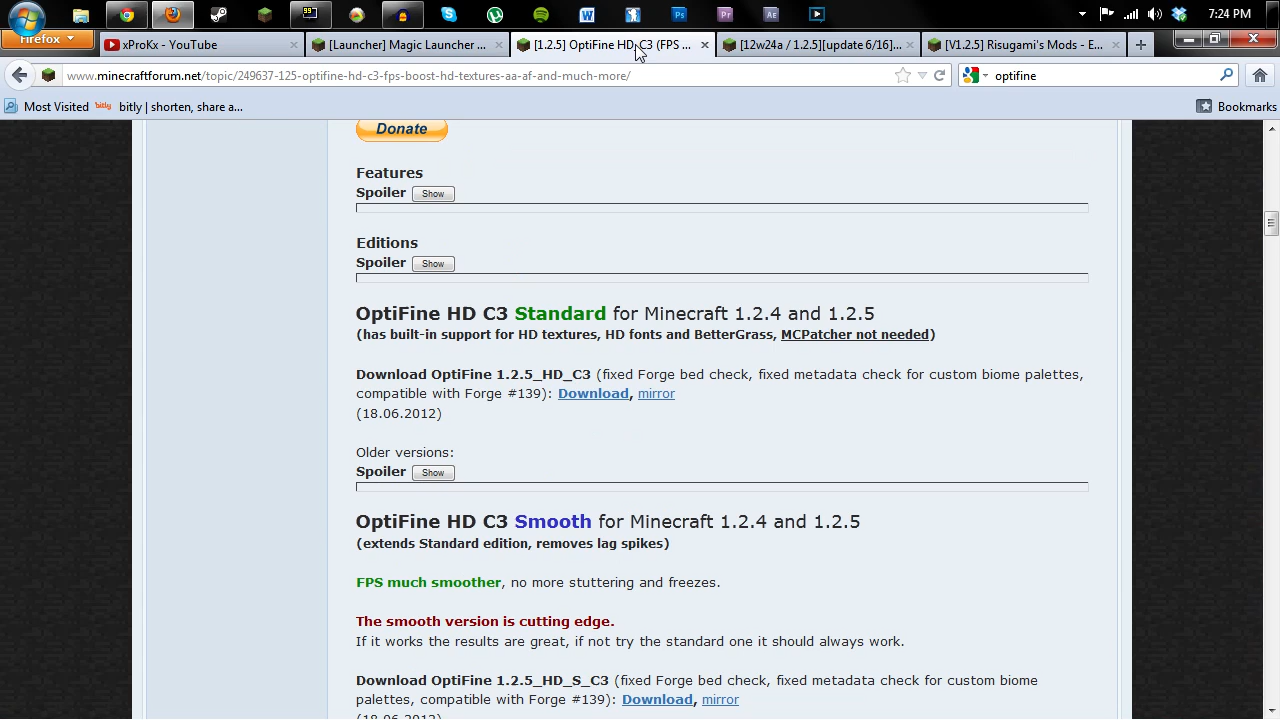 7:24 PM
Firefox
xProKx - YouTube
[Launcher] Magic Launcher ...
[1.2.5] OptiFine HD C3 (FPS ...
[12w24a / 1.2.5][update 6/16]...
[V1.2.5] Risugami's Mods - E...
www.minecraftforum.net/topic/249637-125-optifine-hd-c3-fps-boost-hd-textures-aa-af-and-much-more/
optifine
Most Visited
bitly bitly | shorten, share a...
Bookmarks
Donate
Features
Spoiler Show
Editions
Spoiler Show
OptiFine HD C3 Standard for Minecraft 1.2.4 and 1.2.5
(has built-in support for HD textures, HD fonts and BetterGrass, MCPatcher not needed)
Download OptiFine 1.2.5_HD_C3 (fixed Forge bed check, fixed metadata check for custom biome palettes,
compatible with Forge #139): Download, mirror
(18.06.2012)
Older versions:
Spoiler Show
OptiFine HD C3 Smooth for Minecraft 1.2.4 and 1.2.5
(extends Standard edition, removes lag spikes)
FPS much smoother, no more stuttering and freezes.
The smooth version is cutting edge.
If it works the results are great, if not try the standard one it should always work.
Download OptiFine 1.2.5_HD_S_C3 (fixed Forge bed check, fixed metadata check for custom biome
palettes, compatible with Forge #139): Download, mirror
(18.06.2012)